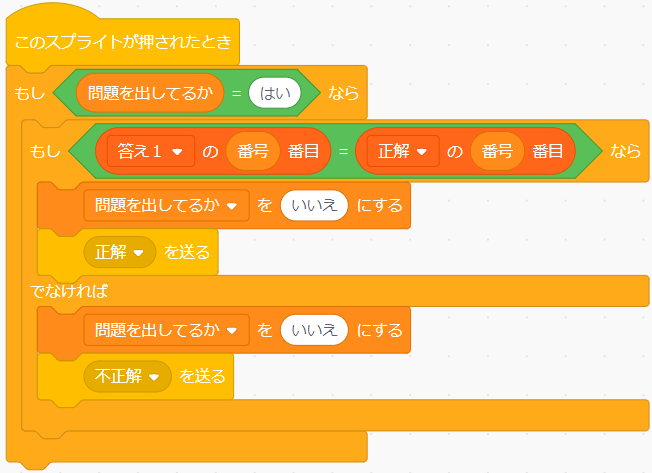 このスプライトが押されたとき
もし 問題を出してるか = はい なら
もし 答え１ の 番号 番目 = 正解 の 番号 番目 なら
問題を出してるか を いいえ にする
正解 を送る
でなければ
問題を出してるか を いいえ にする
不正解 を送る